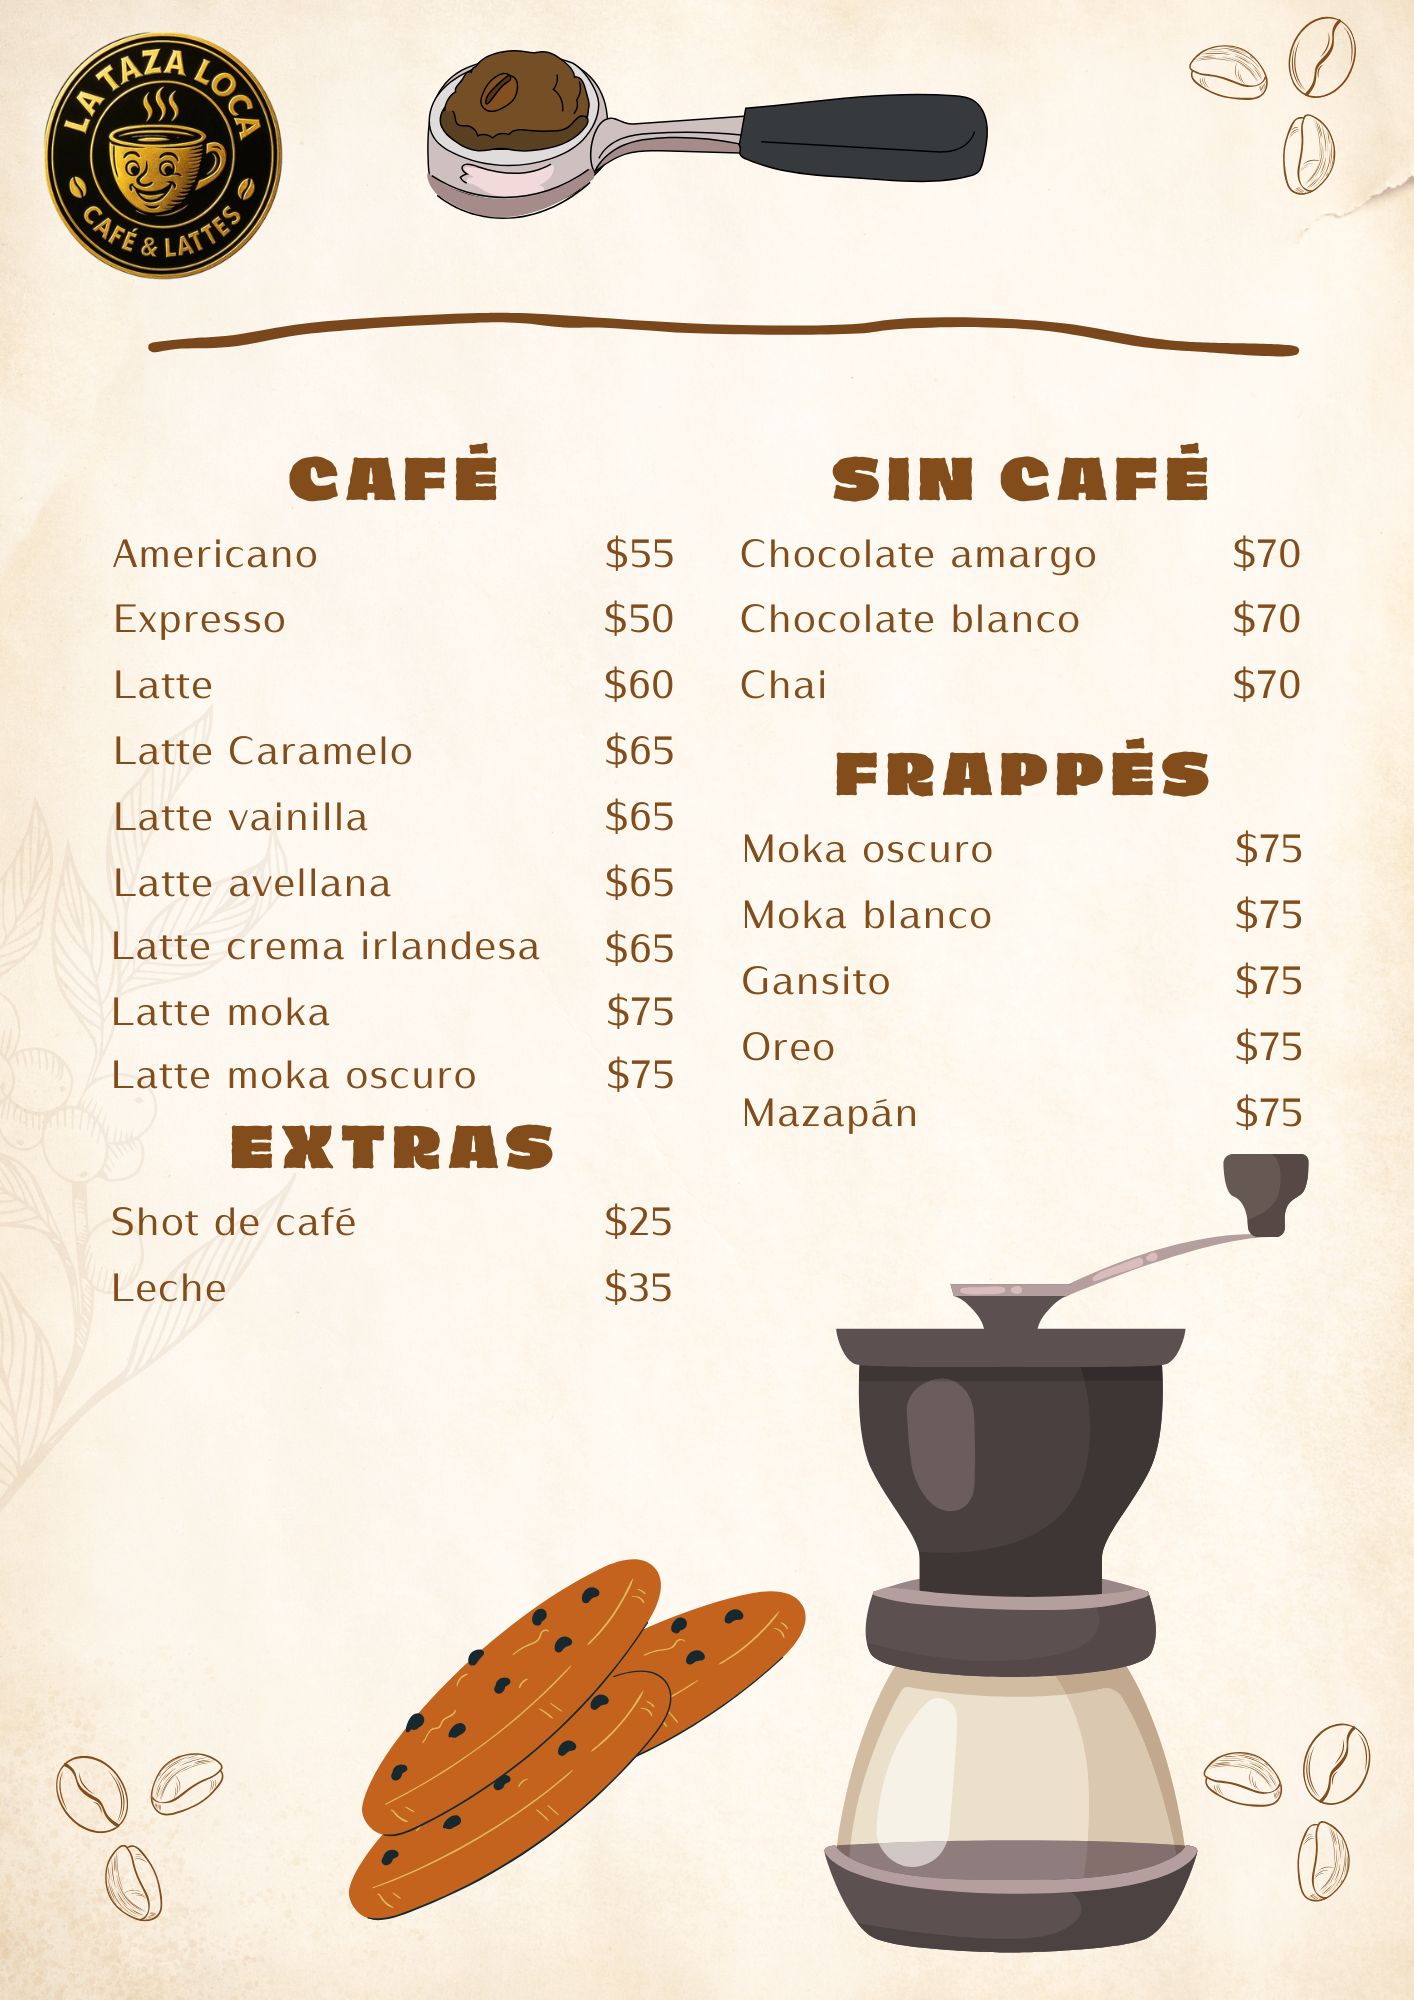 LA TAZA LOCA
CAFÉ & LATTES
CAFÉ
Americano $55
Expresso $50
Latte $60
Latte Caramelo $65
Latte vainilla $65
Latte avellana $65
Latte crema irlandesa $65
Latte moka $75
Latte moka oscuro $75
EXTRAS
Shot de café $25
Leche $35
SIN CAFÉ
Chocolate amargo $70
Chocolate blanco $70
Chai $70
FRAPPÉS
Moka oscuro $75
Moka blanco $75
Gansito $75
Oreo $75
Mazapán $75